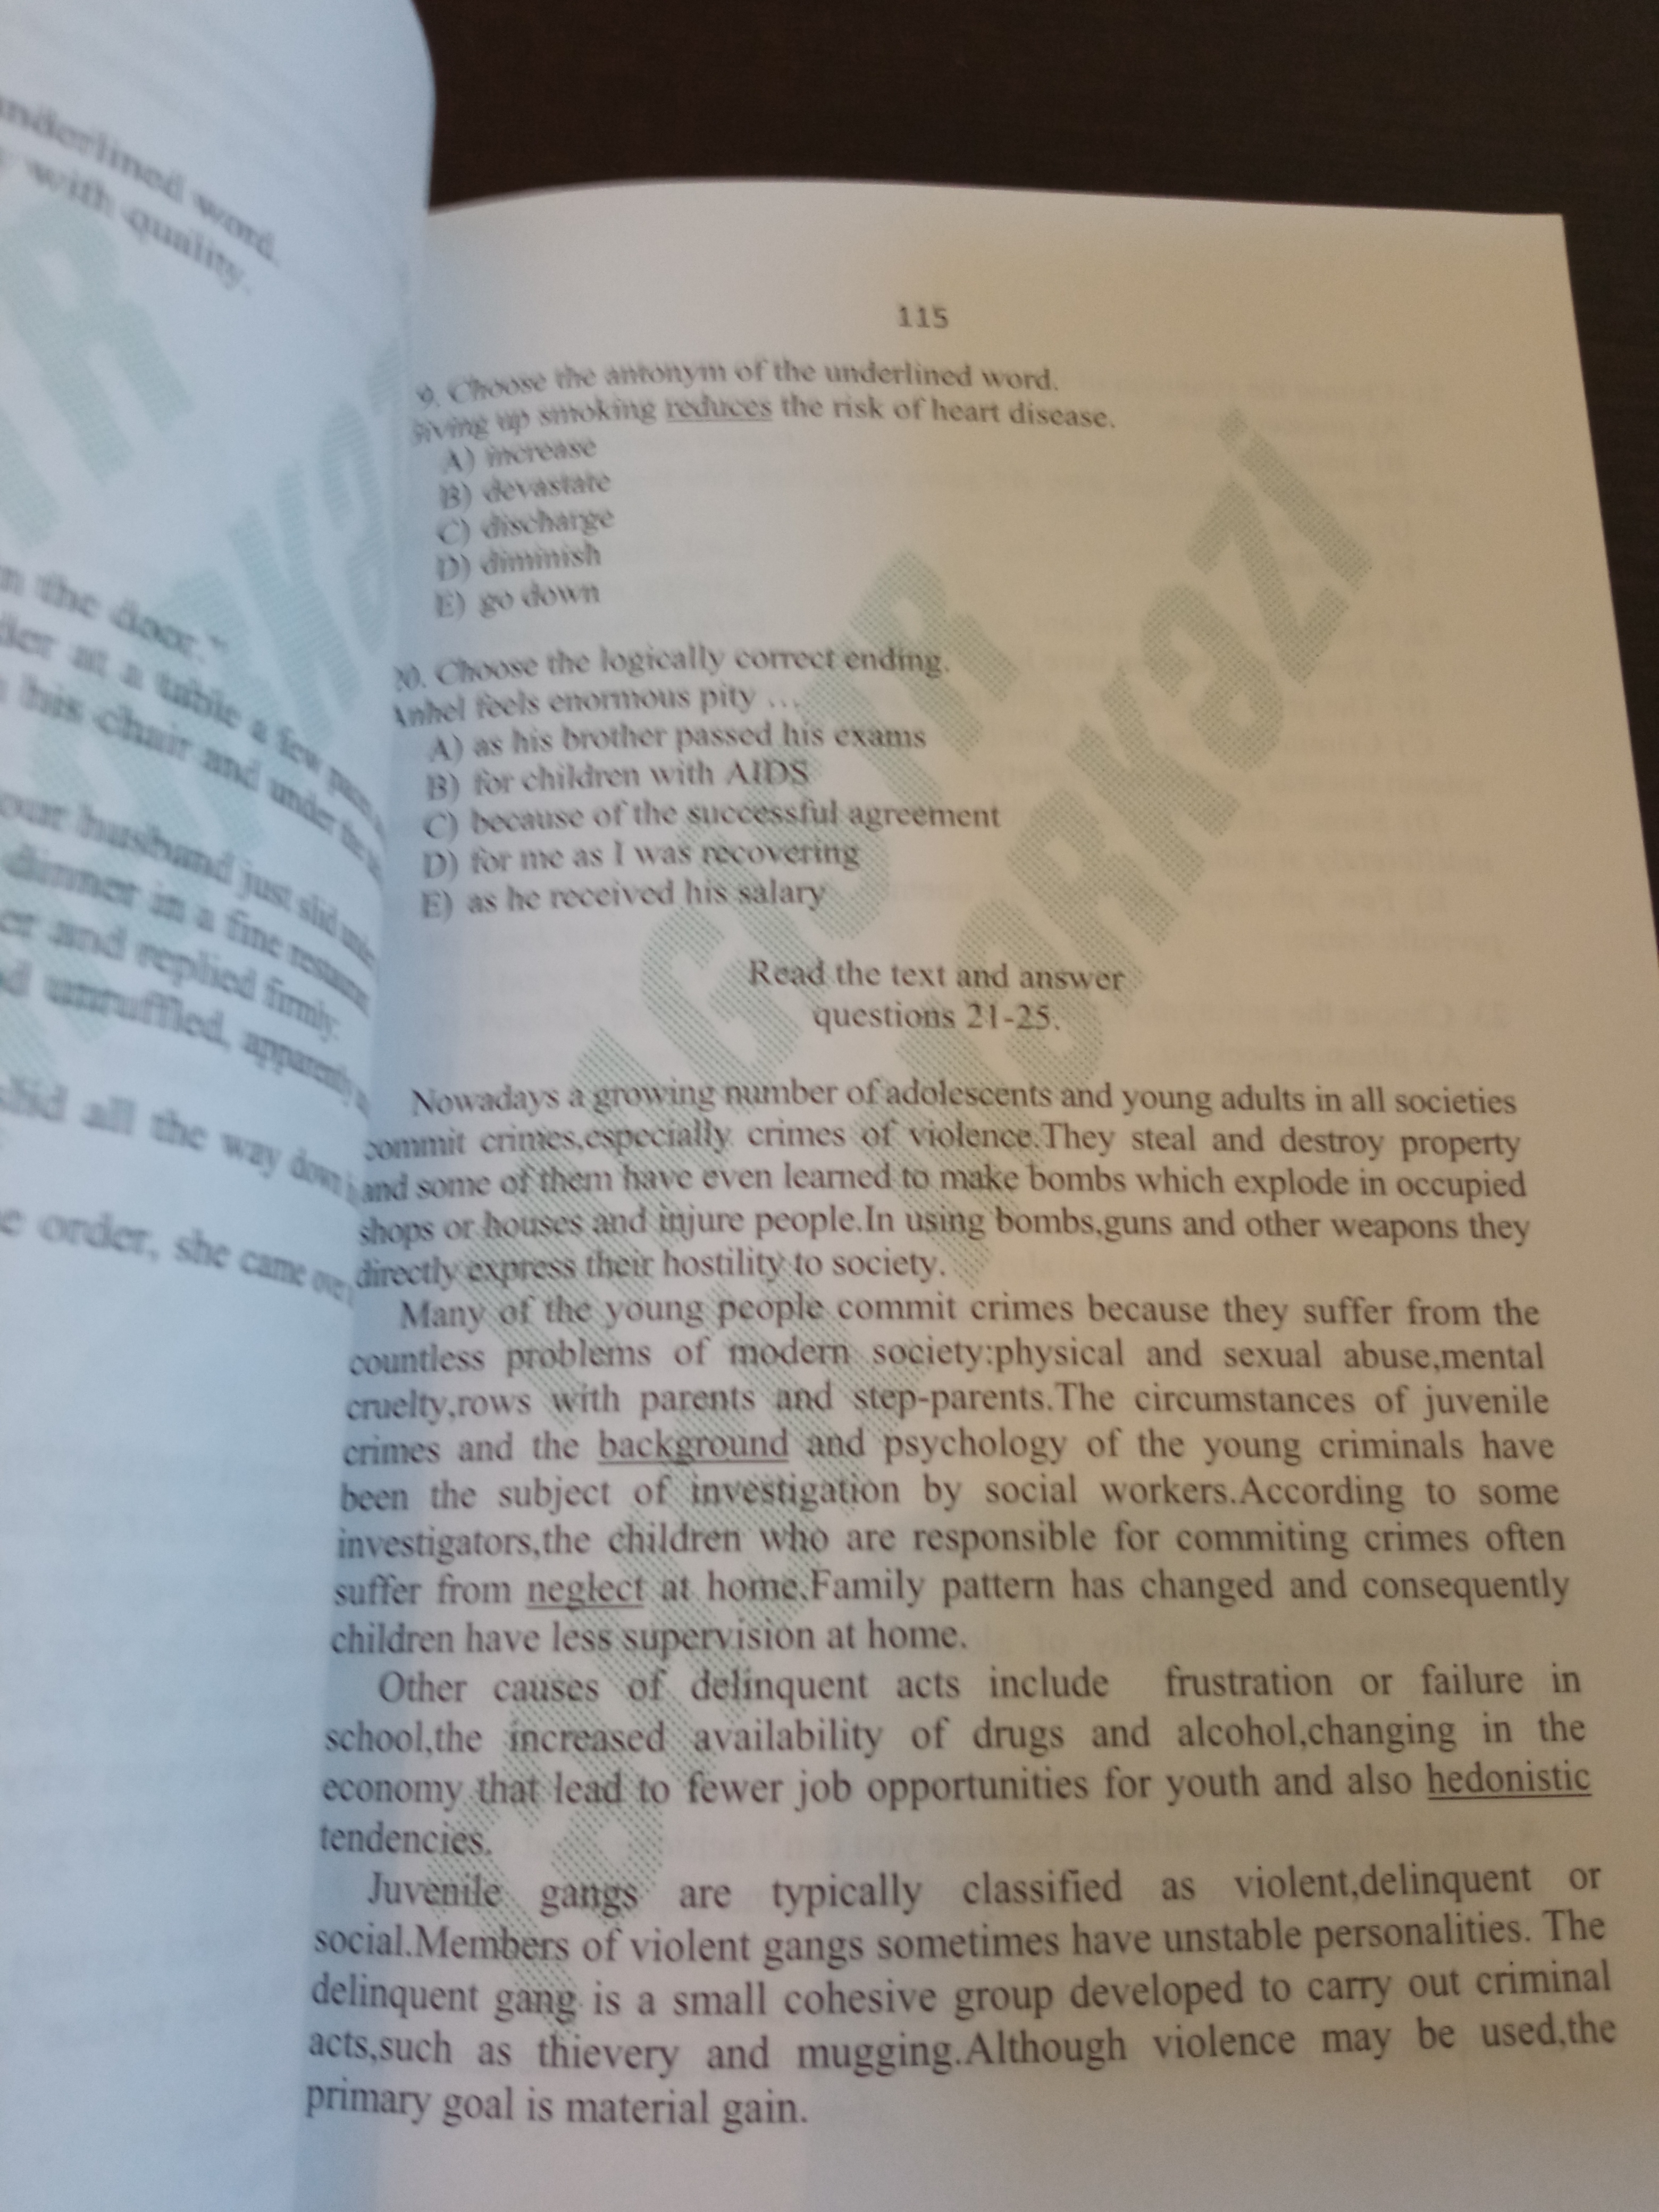 underlined word.
with quality.
the door."
at a table a few
his chair and under the
husband just slid
dinner in a fine
and replied firmly:
unruffled, apparently
slid all the way down
order, she came over
115
9. Choose the antonym of the underlined word.
giving up smoking reduces the risk of heart disease.
A) increase
B) devastate
C) discharge
D) diminish
E) go down
20. Choose the logically correct ending.
Anhel feels enormous pity ...
A) as his brother passed his exams
B) for children with AIDS
C) because of the successful agreement
D) for me as I was recovering
E) as he received his salary
Read the text and answer
questions 21-25.
Nowadays a growing number of adolescents and young adults in all societies
commit crimes,especially crimes of violence.They steal and destroy property
and some of them have even learned to make bombs which explode in occupied
shops or houses and injure people.In using bombs,guns and other weapons they
directly express their hostility to society.
Many of the young people commit crimes because they suffer from the
countless problems of modern society:physical and sexual abuse,mental
cruelty,rows with parents and step-parents.The circumstances of juvenile
crimes and the background and psychology of the young criminals have
been the subject of investigation by social workers.According to some
investigators,the children who are responsible for commiting crimes often
suffer from neglect at home.Family pattern has changed and consequently
children have less supervision at home.
Other causes of delinquent acts include frustration or failure in
school,the increased availability of drugs and alcohol,changing in the
economy that lead to fewer job opportunities for youth and also hedonistic
tendencies.
Juvenile gangs are typically classified as violent,delinquent or
social.Members of violent gangs sometimes have unstable personalities. The
delinquent gang is a small cohesive group developed to carry out criminal
acts,such as thievery and mugging.Although violence may be used,the
primary goal is material gain.